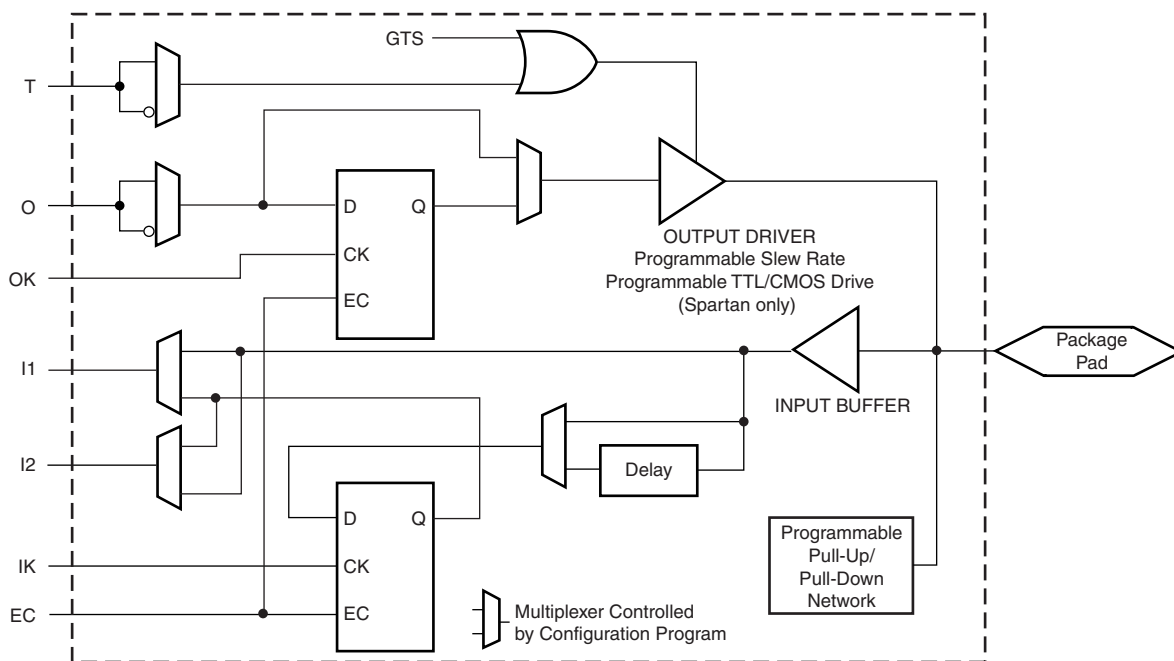 GTS
T
O
D
Q
CK
OK
EC
OUTPUT DRIVER
Programmable Slew Rate
Programmable TTL/CMOS Drive
(Spartan only)
I1
INPUT BUFFER
Package
Pad
I2
Delay
D
Q
Programmable
Pull-Up/
Pull-Down
Network
IK
CK
EC
EC
Multiplexer Controlled
by Configuration Program